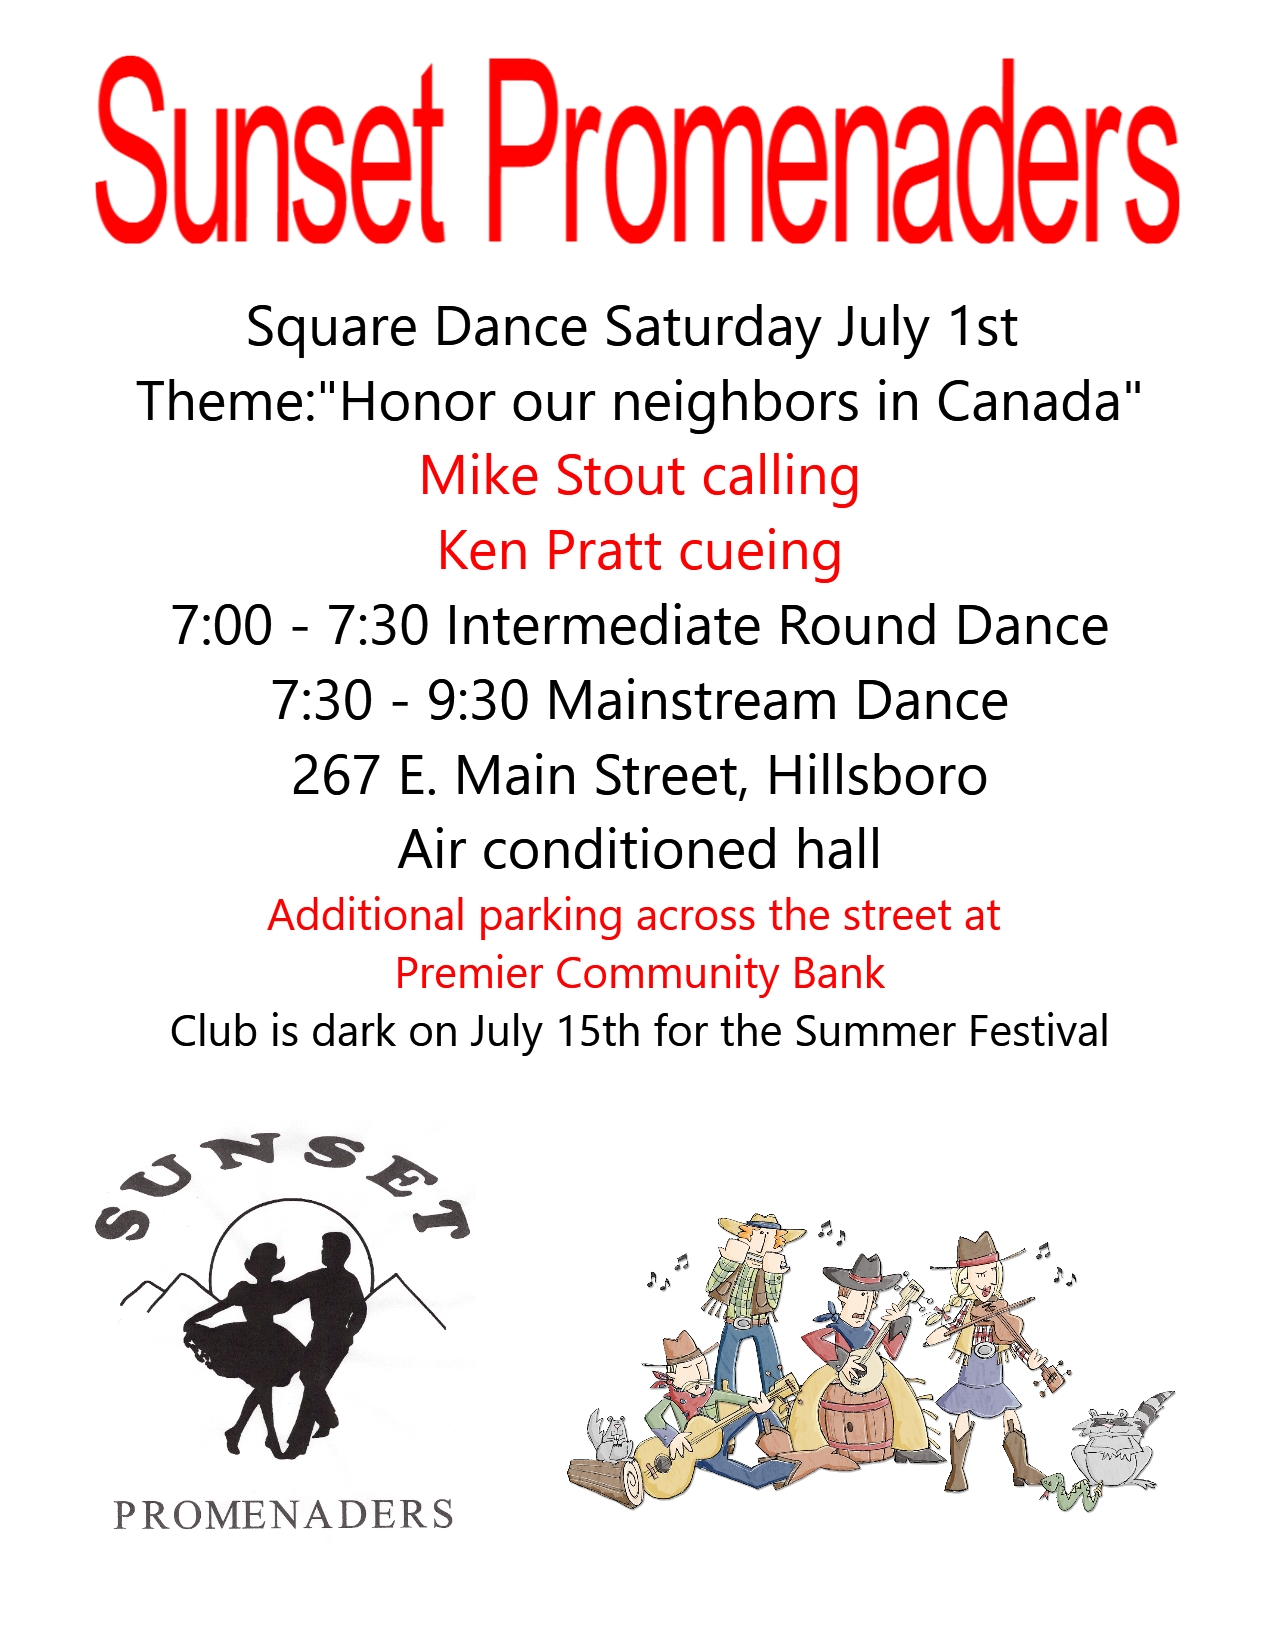 Sunset Promenaders
Square Dance Saturday July 1st
Theme:"Honor our neighbors in Canada"
Mike Stout calling
Ken Pratt cueing
7:00 - 7:30 Intermediate Round Dance
7:30 - 9:30 Mainstream Dance
267 E. Main Street, Hillsboro
Air conditioned hall
Additional parking across the street at
Premier Community Bank
Club is dark on July 15th for the Summer Festival
SUNSET
PROMENADERS